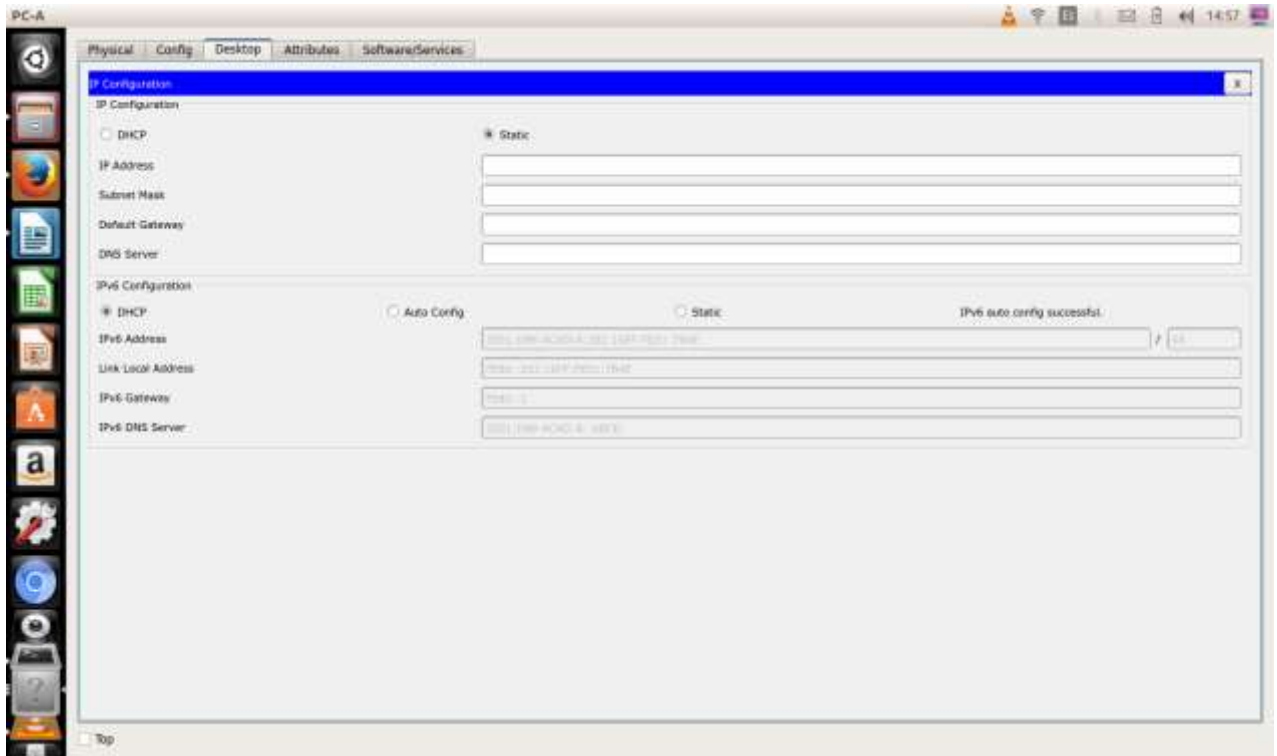 PC-A
14:57
Physical Config Desktop Attributes Software/Services
IP Configuration
X
IP Configuration
DHCP Static
IP Address
Subnet Mask
Default Gateway
DNS Server
IPv6 Configuration
DHCP Auto Config Static IPv6 auto config successful.
IPv6 Address /
Link Local Address
IPv6 Gateway
IPv6 DNS Server
Top